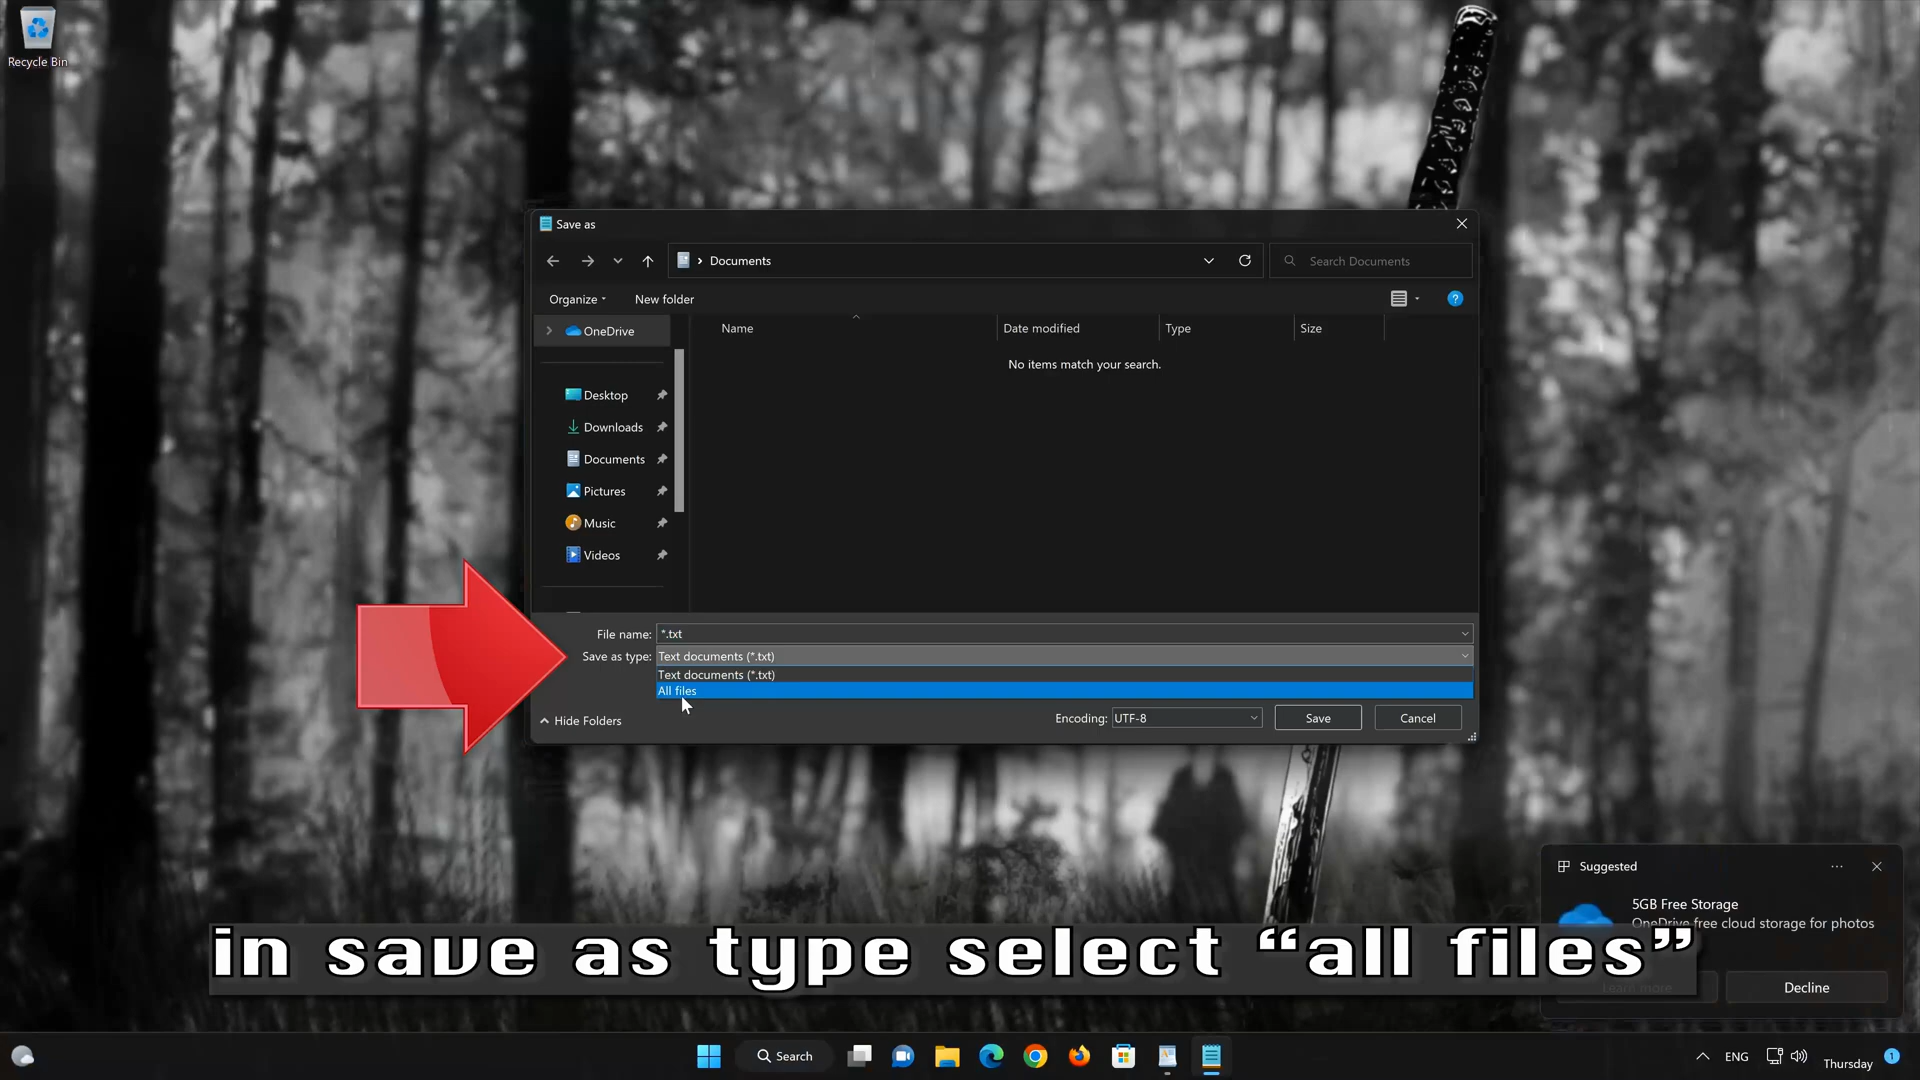 Recycle Bin
Save as
Documents
Search Documents
Organize
New folder
OneDrive
Name
Date modified
Type
Size
No items match your search.
Desktop
Downloads
Documents
Pictures
Music
Videos
File name: *.txt
Save as type: Text documents (*.txt)
Text documents (*.txt)
All files
Hide Folders
Encoding: UTF-8
Save
Cancel
Suggested
5GB Free Storage
OneDrive free cloud storage for photos
Learn more
Decline
in save as type select “all files”
Search
ENG
Thursday
1